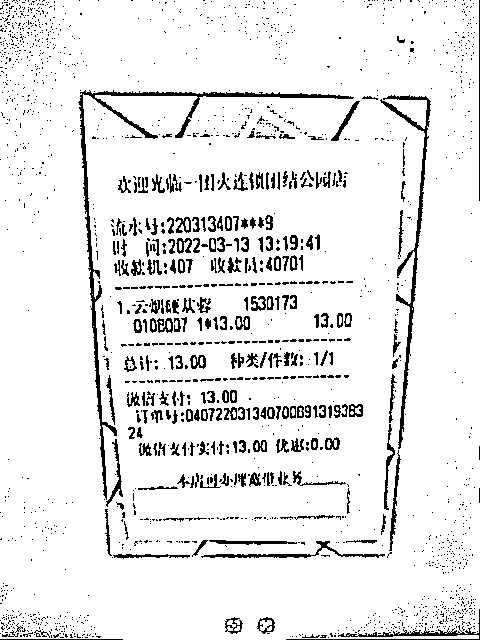 欢迎光临-团火连锁团结公园店
流水号:220313407***9
时 间:2022-03-13 13:19:41
收款机:407 收款员:40701
1.云烟硬 1530173
0108007 1*13.00 13.00
总计: 13.00 种类/件数: 1/1
微信支付: 13.00
订单号:040722031340700891319383
24
微信支付实付:13.00 优惠:0.00
本店可办理 业务